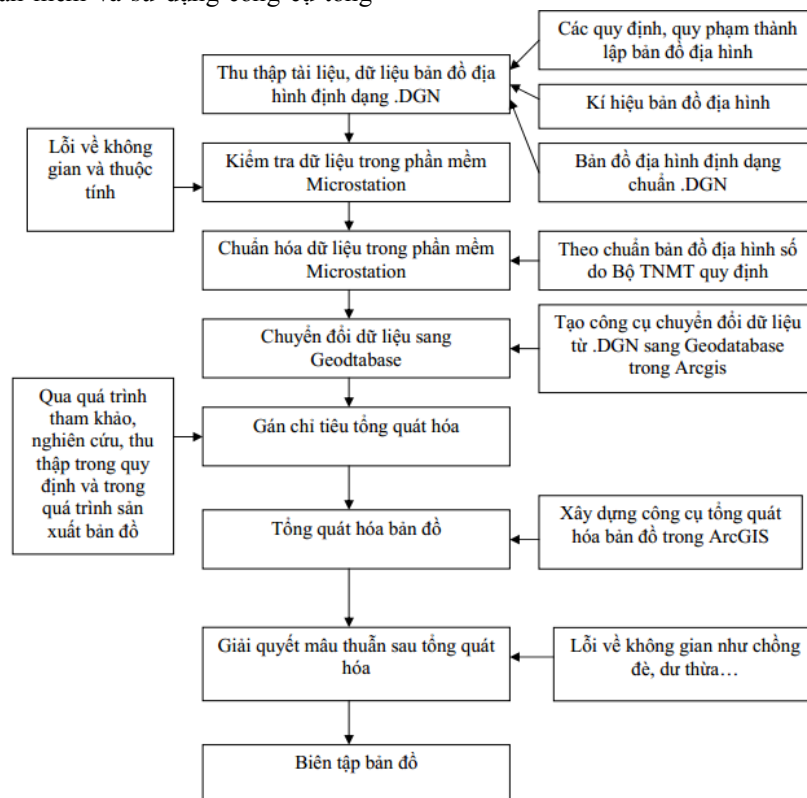 và sử dụng công cụ tổng
Các quy định, quy phạm thành
lập bản đồ địa hình
Thu thập tài liệu, dữ liệu bản đồ địa
hình định dạng .DGN
Kí hiệu bản đồ địa hình
Lỗi về không
gian và thuộc
tính
Kiểm tra dữ liệu trong phần mềm
Microstation
Bản đồ địa hình định dạng
chuẩn .DGN
Chuẩn hóa dữ liệu trong phần mềm
Microstation
Theo chuẩn bản đồ địa hình số
do Bộ TNMT quy định
Chuyển đổi dữ liệu sang
Geodtabase
Tạo công cụ chuyển đổi dữ liệu
từ .DGN sang Geodatabase
trong Arcgis
Qua quá trình
tham khảo,
nghiên cứu, thu
thập trong quy
định và trong
quá trình sản
xuất bản đồ
Gán chỉ tiêu tổng quát hóa
Tổng quát hóa bản đồ
Xây dựng công cụ tổng quát
hóa bản đồ trong ArcGIS
Giải quyết mâu thuẫn sau tổng quát
hóa
Lỗi về không gian như chồng
đè, dư thừa…
Biên tập bản đồ